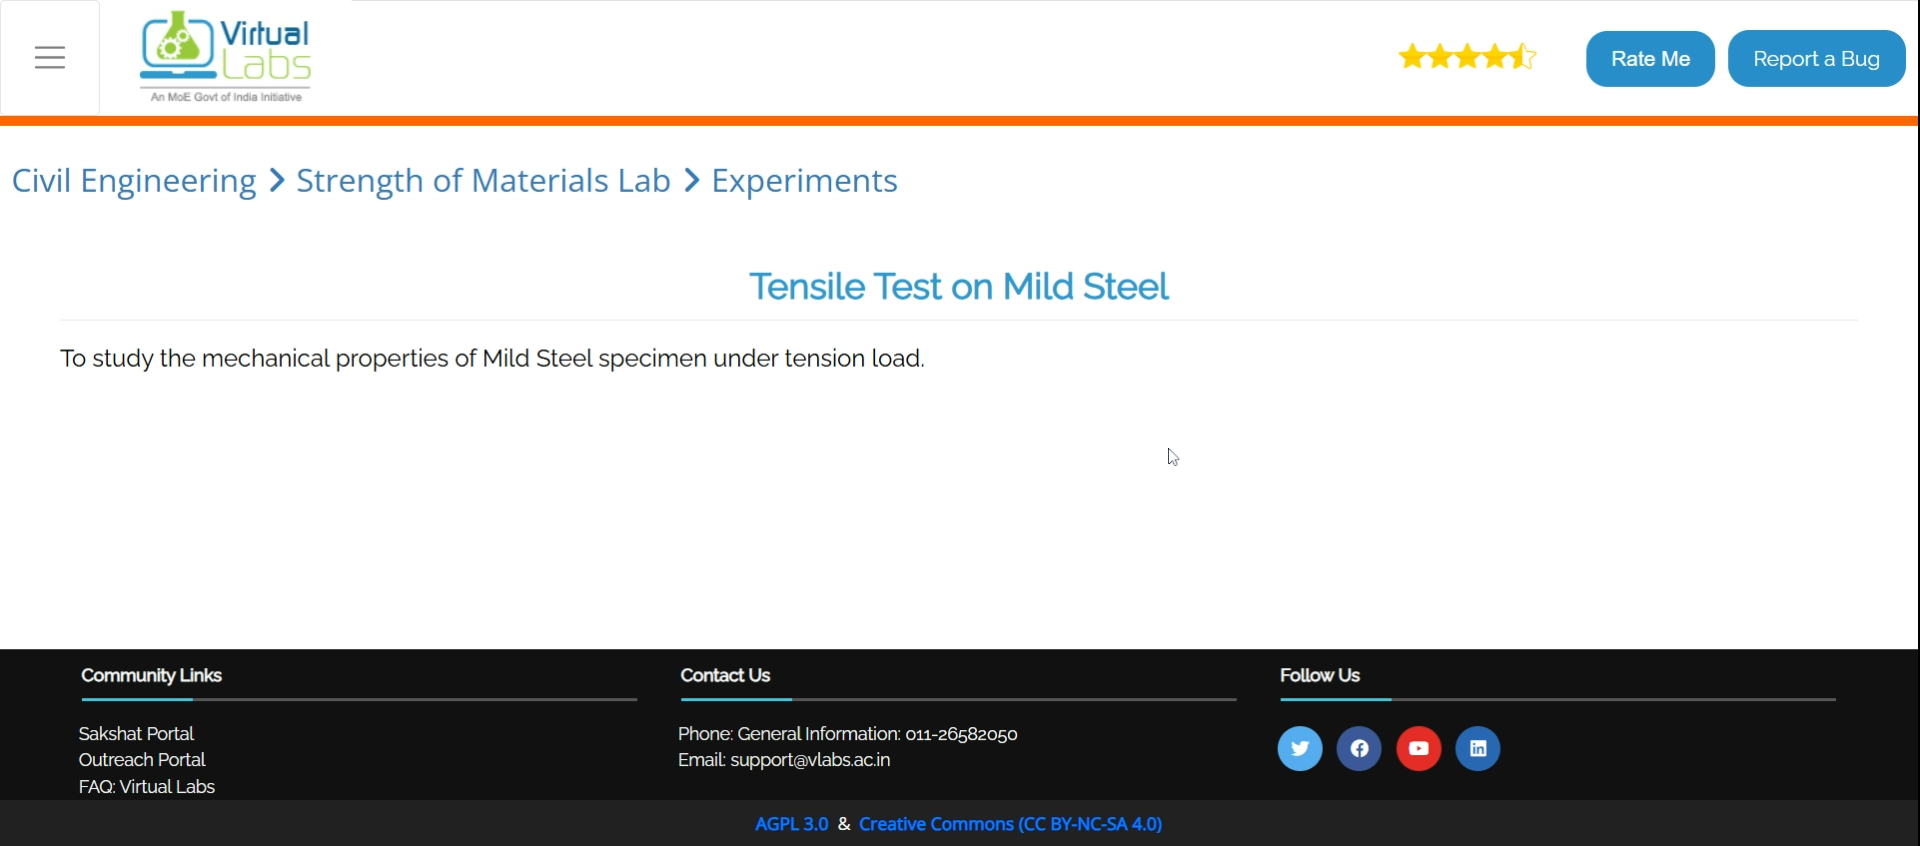 Virtual
Labs
An MoE Govt of India Initiative
Rate Me
Report a Bug
Civil Engineering > Strength of Materials Lab > Experiments
Tensile Test on Mild Steel
To study the mechanical properties of Mild Steel specimen under tension load.
Community Links
Sakshat Portal
Outreach Portal
FAQ: Virtual Labs
Contact Us
Phone: General Information: 011-26582050
Email: support@vlabs.ac.in
Follow Us
AGPL 3.0 & Creative Commons (CC BY-NC-SA 4.0)